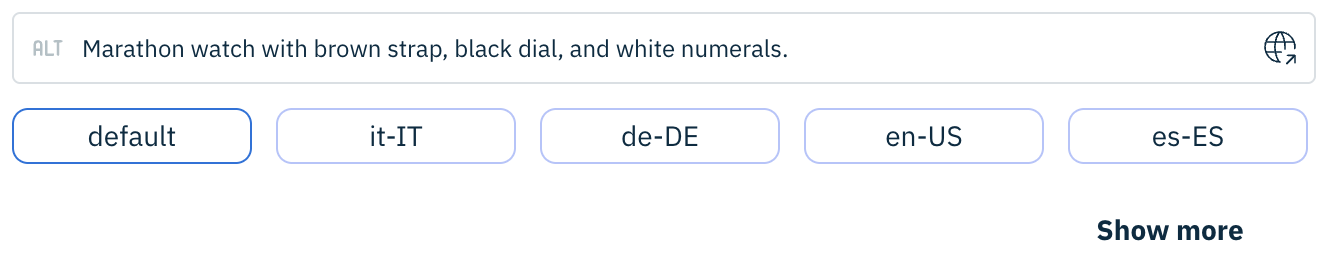 ALT Marathon watch with brown strap, black dial, and white numerals.
default it-IT de-DE en-US es-ES
Show more